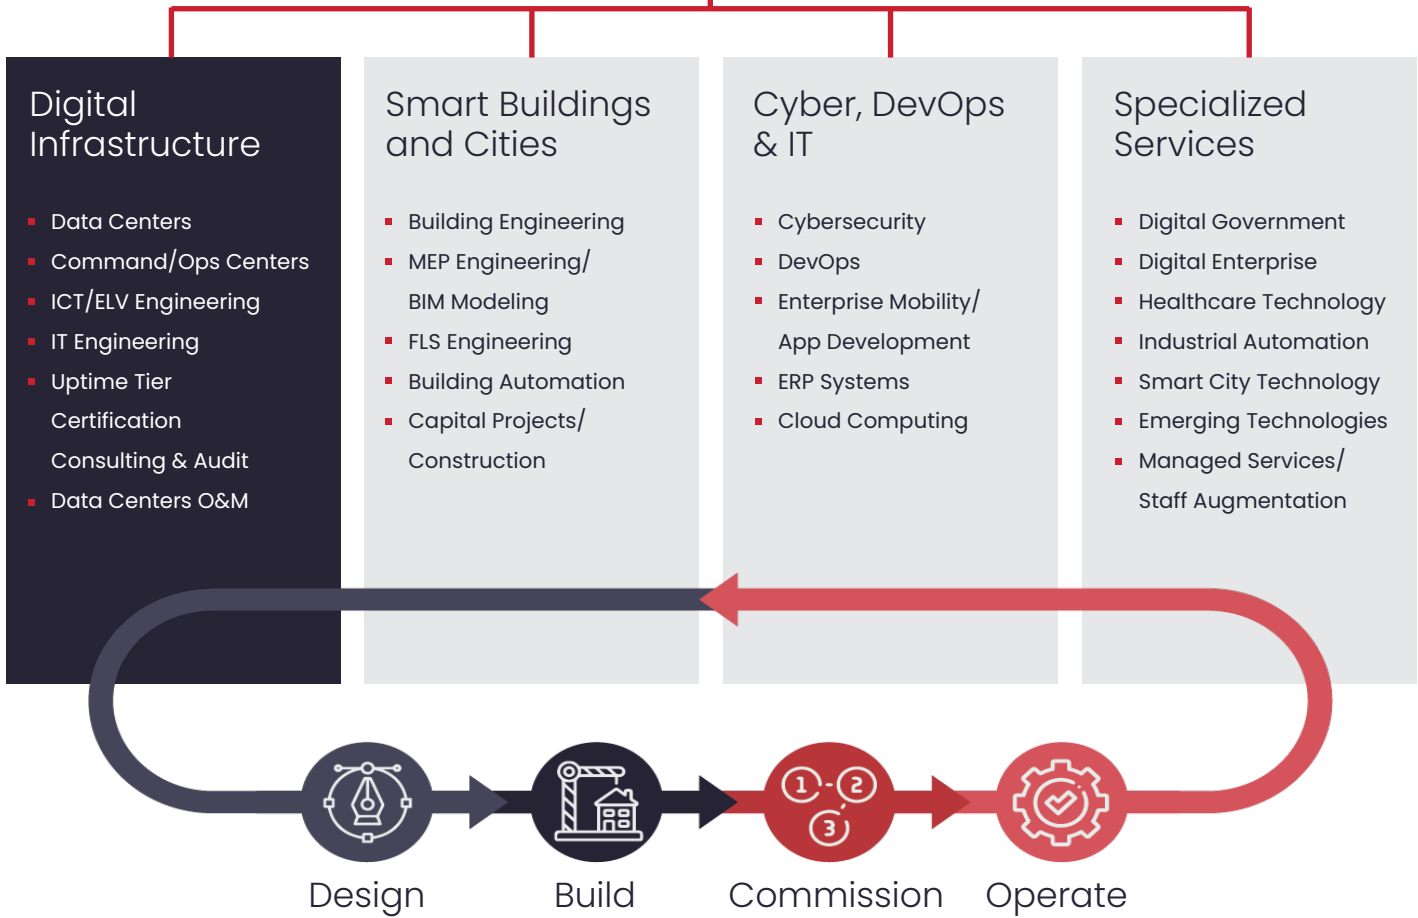 Digital
Infrastructure
Data Centers
Command/Ops Centers
ICT/ELV Engineering
IT Engineering
Uptime Tier
Certification
Consulting & Audit
Data Centers O&M
Smart Buildings
and Cities
Building Engineering
MEP Engineering/
BIM Modeling
FLS Engineering
Building Automation
Capital Projects/
Construction
Cyber, DevOps
& IT
Cybersecurity
DevOps
Enterprise Mobility/
App Development
ERP Systems
Cloud Computing
Specialized
Services
Digital Government
Digital Enterprise
Healthcare Technology
Industrial Automation
Smart City Technology
Emerging Technologies
Managed Services/
Staff Augmentation
1 - 2
3
Design
Build
Commission
Operate